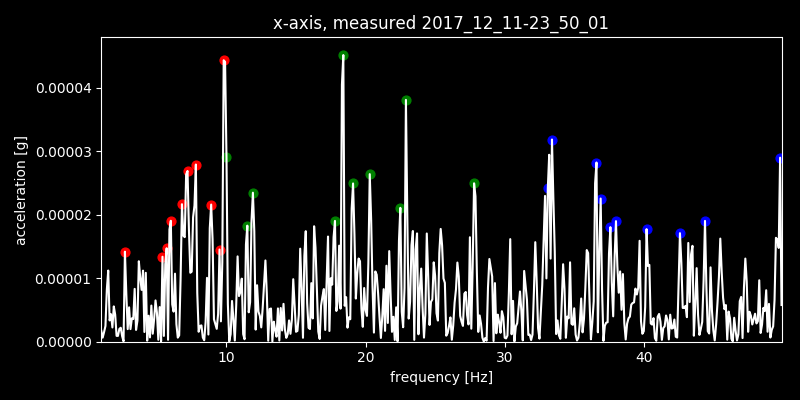 x-axis, measured 2017_12_11-23_50_01
acceleration [g]
0.00004
0.00003
0.00002
0.00001
0.00000
10 20 30 40
frequency [Hz]